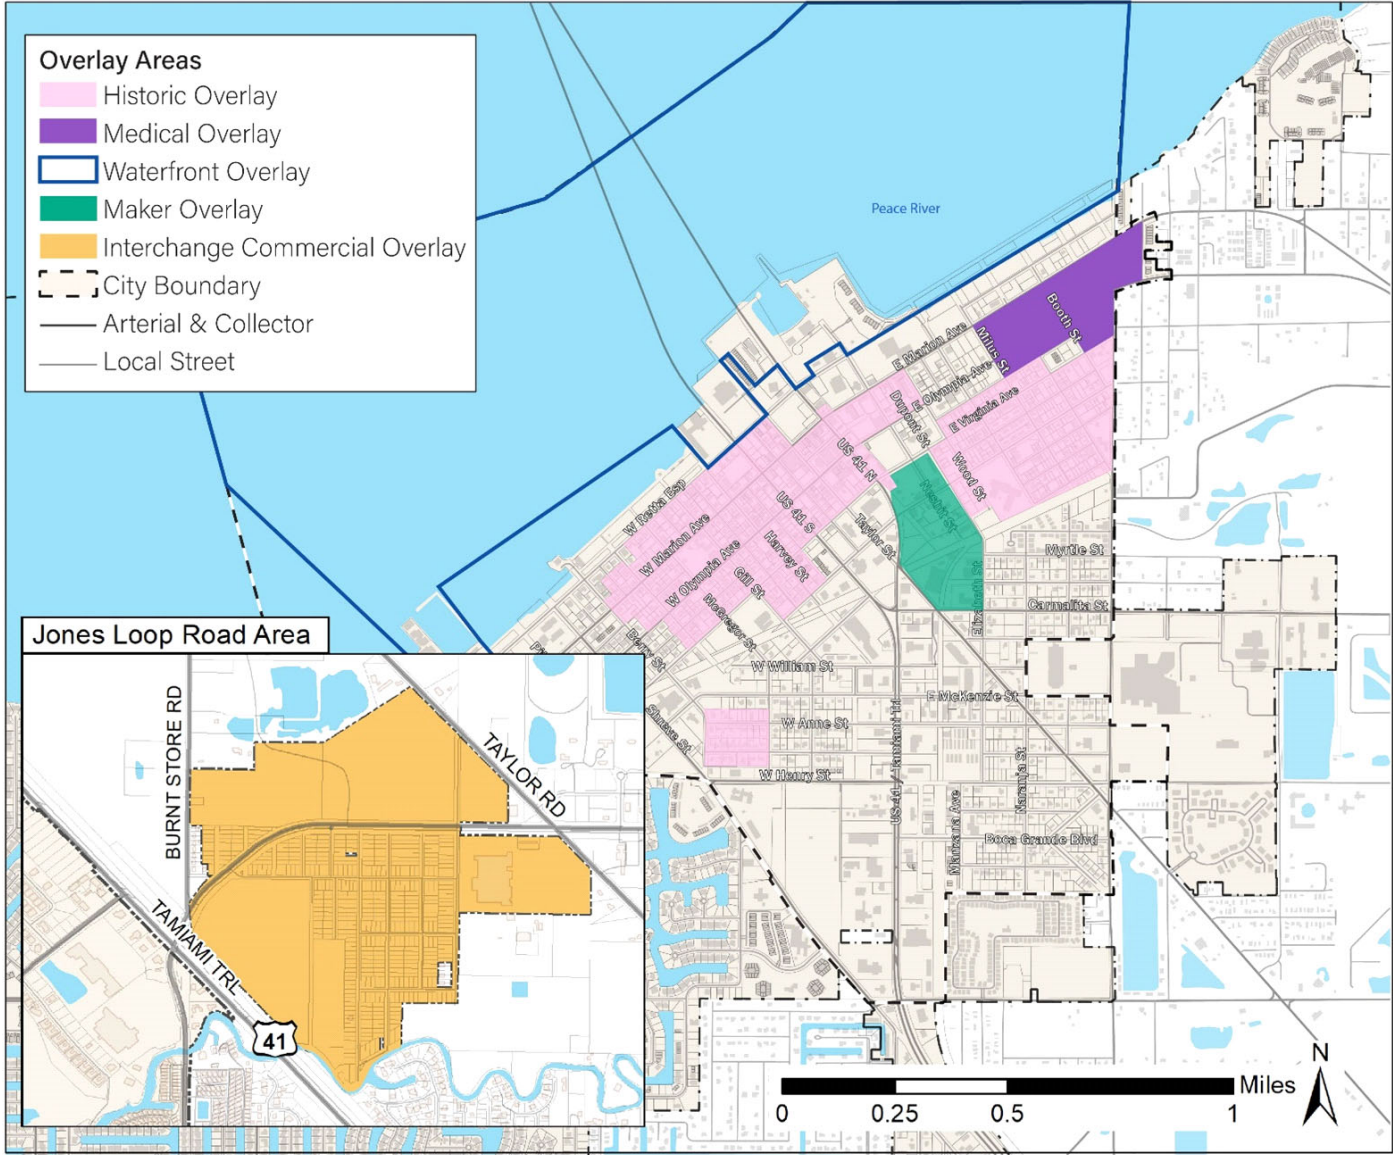 Overlay Areas
Historic Overlay
Medical Overlay
Waterfront Overlay
Maker Overlay
Interchange Commercial Overlay
City Boundary
Arterial & Collector
Local Street
Peace River
Booth St
Milus St
E Marion Ave
E Olympia Ave
E Virginia Ave
Dupont St
US 41 N
Wood St
Nesbit St
W Retta Esp
US 41 S
Taylor St
W Marion Ave
Harvey St
W Olympia Ave
Gill St
McGregor St
Myrtle St
Elizabeth St
Carmalita St
Berry St
W William St
E McKenzie St
Shreve St
W Anne St
W Henry St
US 41 / Tamiami Trl
Naranja St
Marizana Ave
Boca Grande Blvd
Jones Loop Road Area
BURNT STORE RD
TAYLOR RD
TAMIAMI TRL
41
N
Miles
0 0.25 0.5 1